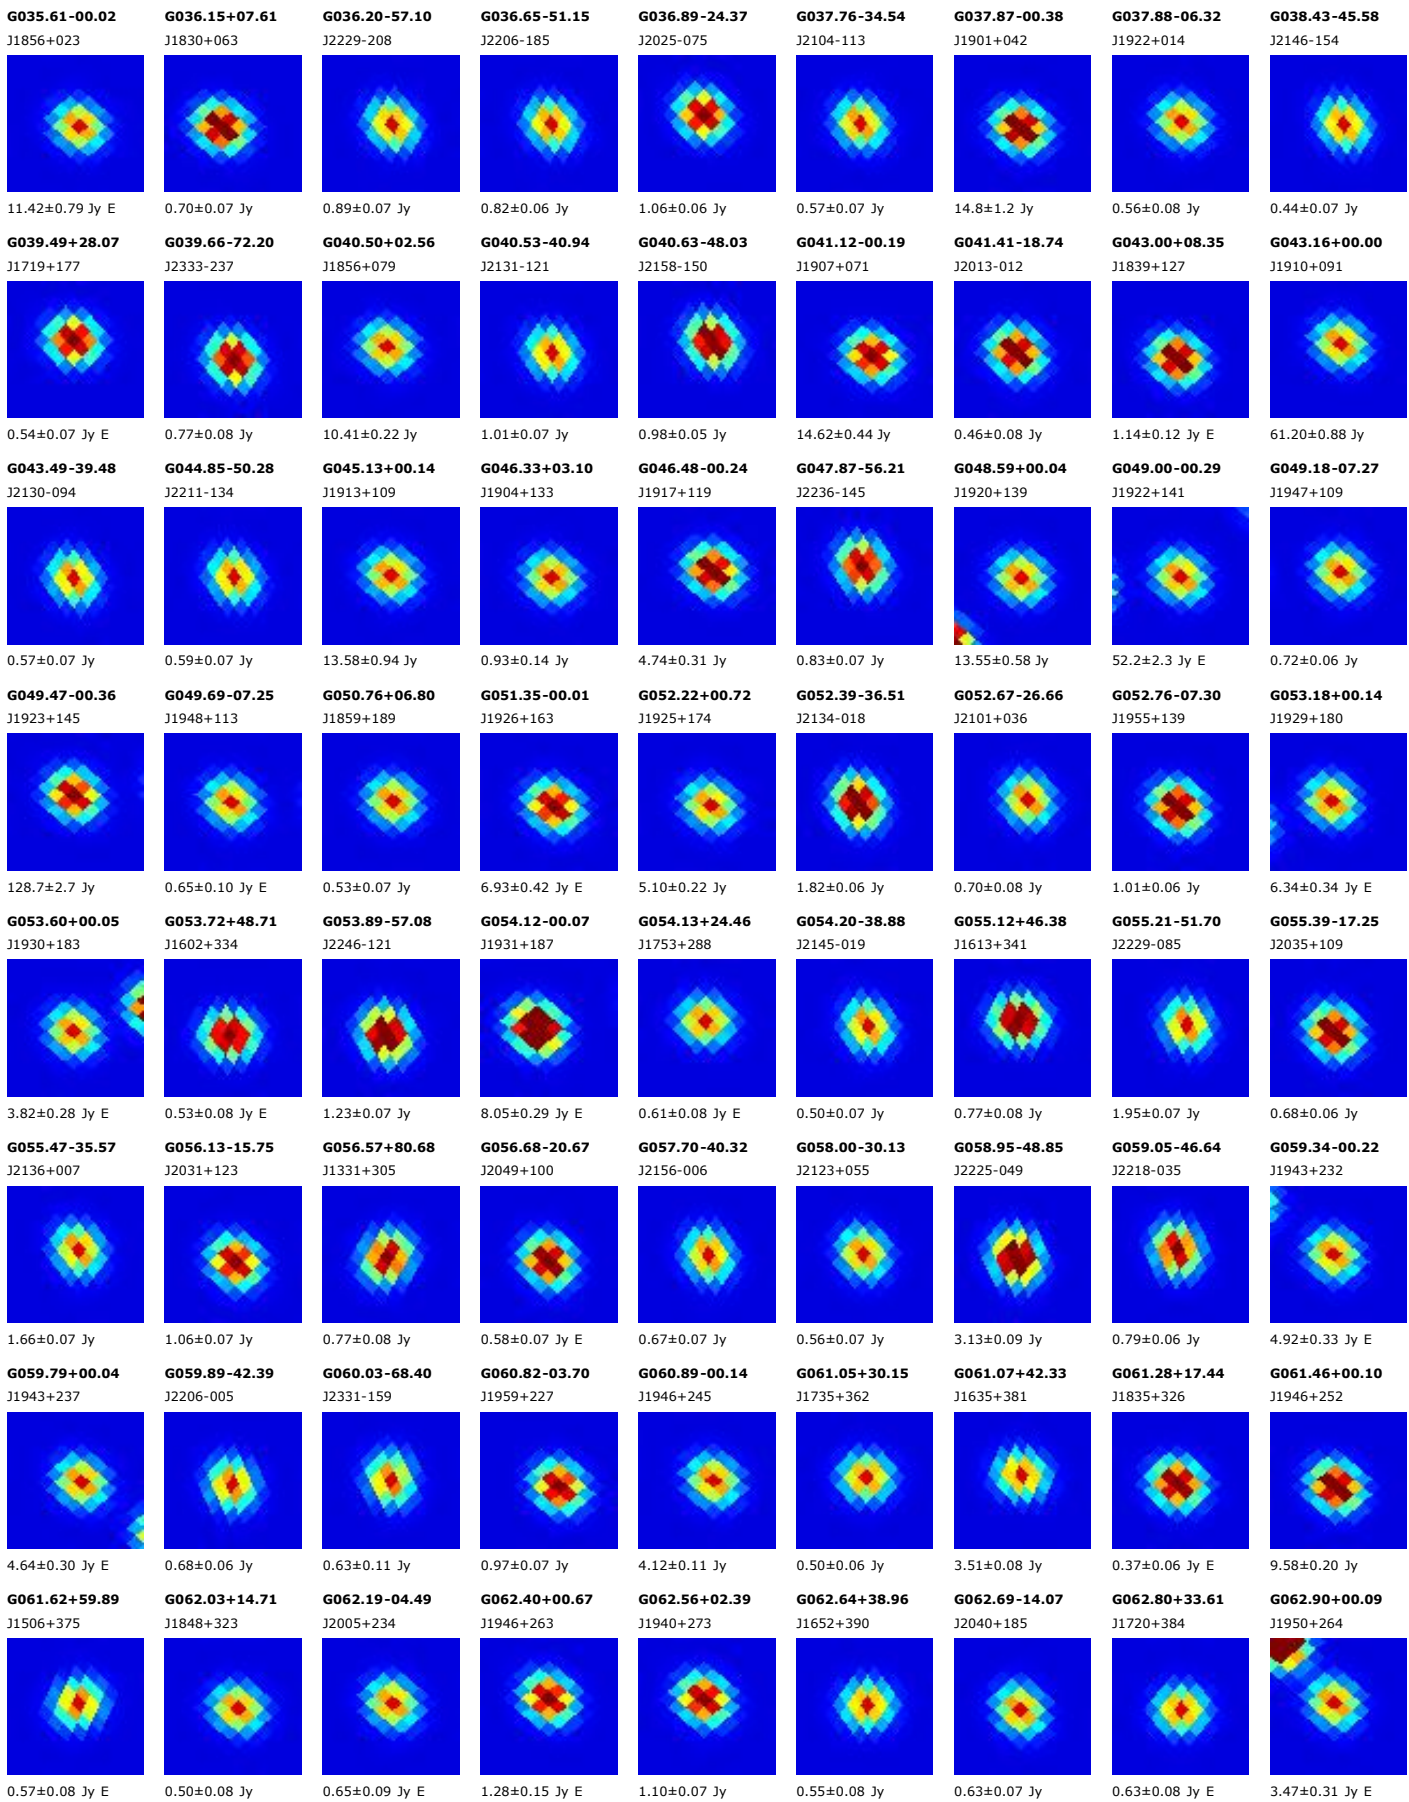 G035.61-00.02 G036.15+07.61 G036.20-57.10 G036.65-51.15 G036.89-24.37 G037.76-34.54 G037.87-00.38 G037.88-06.32 G038.43-45.58
J1856+023 J1830+063 J2229-208 J2206-185 J2025-075 J2104-113 J1901+042 J1922+014 J2146-154
11.42±0.79 Jy E 0.70±0.07 Jy 0.89±0.07 Jy 0.82±0.06 Jy 1.06±0.06 Jy 0.57±0.07 Jy 14.8±1.2 Jy 0.56±0.08 Jy 0.44±0.07 Jy
G039.49+28.07 G039.66-72.20 G040.50+02.56 G040.53-40.94 G040.63-48.03 G041.12-00.19 G041.41-18.74 G043.00+08.35 G043.16+00.00
J1719+177 J2333-237 J1856+079 J2131-121 J2158-150 J1907+071 J2013-012 J1839+127 J1910+091
0.54±0.07 Jy E 0.77±0.08 Jy 10.41±0.22 Jy 1.01±0.07 Jy 0.98±0.05 Jy 14.62±0.44 Jy 0.46±0.08 Jy 1.14±0.12 Jy E 61.20±0.88 Jy
G043.49-39.48 G044.85-50.28 G045.13+00.14 G046.33+03.10 G046.48-00.24 G047.87-56.21 G048.59+00.04 G049.00-00.29 G049.18-07.27
J2130-094 J2211-134 J1913+109 J1904+133 J1917+119 J2236-145 J1920+139 J1922+141 J1947+109
0.57±0.07 Jy 0.59±0.07 Jy 13.58±0.94 Jy 0.93±0.14 Jy 4.74±0.31 Jy 0.83±0.07 Jy 13.55±0.58 Jy 52.2±2.3 Jy E 0.72±0.06 Jy
G049.47-00.36 G049.69-07.25 G050.76+06.80 G051.35-00.01 G052.22+00.72 G052.39-36.51 G052.67-26.66 G052.76-07.30 G053.18+00.14
J1923+145 J1948+113 J1859+189 J1926+163 J1925+174 J2134-018 J2101+036 J1955+139 J1929+180
128.7±2.7 Jy 0.65±0.10 Jy E 0.53±0.07 Jy 6.93±0.42 Jy E 5.10±0.22 Jy 1.82±0.06 Jy 0.70±0.08 Jy 1.01±0.06 Jy 6.34±0.34 Jy E
G053.60+00.05 G053.72+48.71 G053.89-57.08 G054.12-00.07 G054.13+24.46 G054.20-38.88 G055.12+46.38 G055.21-51.70 G055.39-17.25
J1930+183 J1602+334 J2246-121 J1931+187 J1753+288 J2145-019 J1613+341 J2229-085 J2035+109
3.82±0.28 Jy E 0.53±0.08 Jy E 1.23±0.07 Jy 8.05±0.29 Jy E 0.61±0.08 Jy E 0.50±0.07 Jy 0.77±0.08 Jy 1.95±0.07 Jy 0.68±0.06 Jy
G055.47-35.57 G056.13-15.75 G056.57+80.68 G056.68-20.67 G057.70-40.32 G058.00-30.13 G058.95-48.85 G059.05-46.64 G059.34-00.22
J2136+007 J2031+123 J1331+305 J2049+100 J2156-006 J2123+055 J2225-049 J2218-035 J1943+232
1.66±0.07 Jy 1.06±0.07 Jy 0.77±0.08 Jy 0.58±0.07 Jy E 0.67±0.07 Jy 0.56±0.07 Jy 3.13±0.09 Jy 0.79±0.06 Jy 4.92±0.33 Jy E
G059.79+00.04 G059.89-42.39 G060.03-68.40 G060.82-03.70 G060.89-00.14 G061.05+30.15 G061.07+42.33 G061.28+17.44 G061.46+00.10
J1943+237 J2206-005 J2331-159 J1959+227 J1946+245 J1735+362 J1635+381 J1835+326 J1946+252
4.64±0.30 Jy E 0.68±0.06 Jy 0.63±0.11 Jy 0.97±0.07 Jy 4.12±0.11 Jy 0.50±0.06 Jy 3.51±0.08 Jy 0.37±0.06 Jy E 9.58±0.20 Jy
G061.62+59.89 G062.03+14.71 G062.19-04.49 G062.40+00.67 G062.56+02.39 G062.64+38.96 G062.69-14.07 G062.80+33.61 G062.90+00.09
J1506+375 J1848+323 J2005+234 J1946+263 J1940+273 J1652+390 J2040+185 J1720+384 J1950+264
0.57±0.08 Jy E 0.50±0.08 Jy 0.65±0.09 Jy E 1.28±0.15 Jy E 1.10±0.07 Jy 0.55±0.08 Jy 0.63±0.07 Jy 0.63±0.08 Jy E 3.47±0.31 Jy E